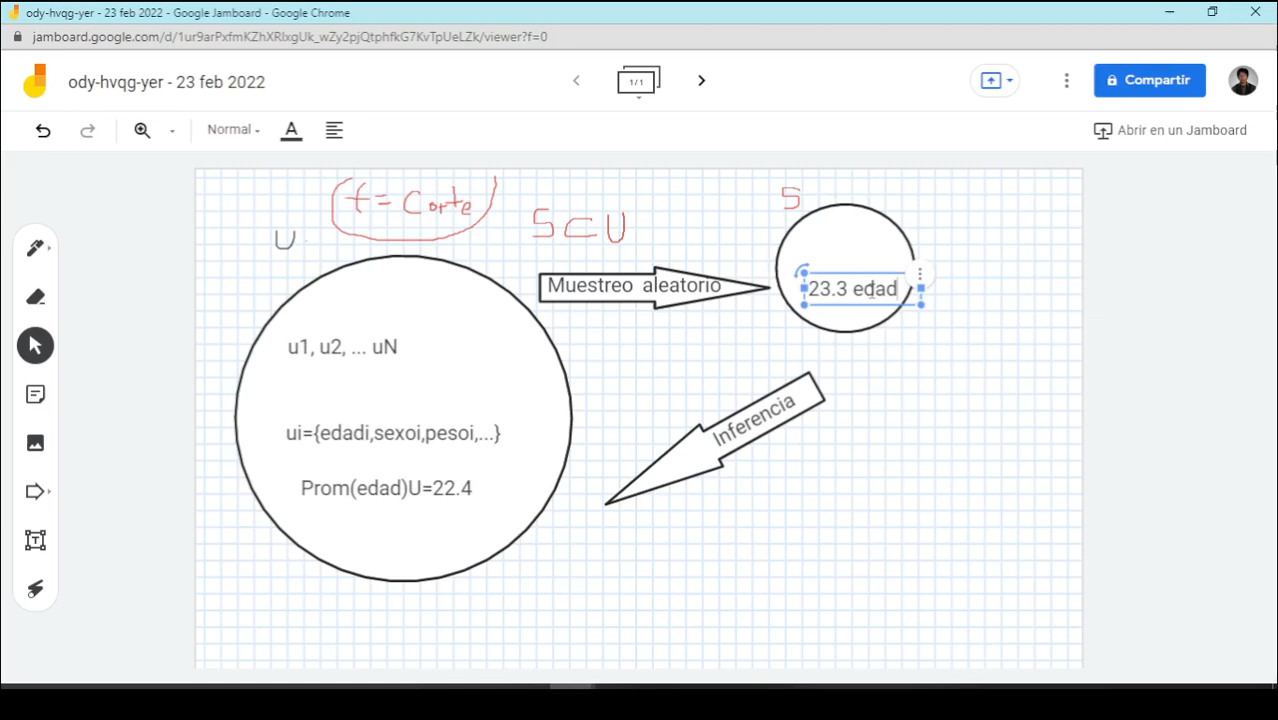 ody-hvqg-yer - 23 feb 2022 - Google Jamboard - Google Chrome
jamboard.google.com/d/1ur9arPxfmKZhXRlxgUk_wZy2pjQtphfkG7KvTpUeLZk/viewer?f=0
ody-hvqg-yer - 23 feb 2022
1/1
Compartir
Normal
A
Abrir en un Jamboard
t = Corte
S
S⊂U
U
Muestreo aleatorio
23.3 edad
u1, u2, ... uN
Inferencia
ui={edadi,sexoi,pesoi,...}
Prom(edad)U=22.4